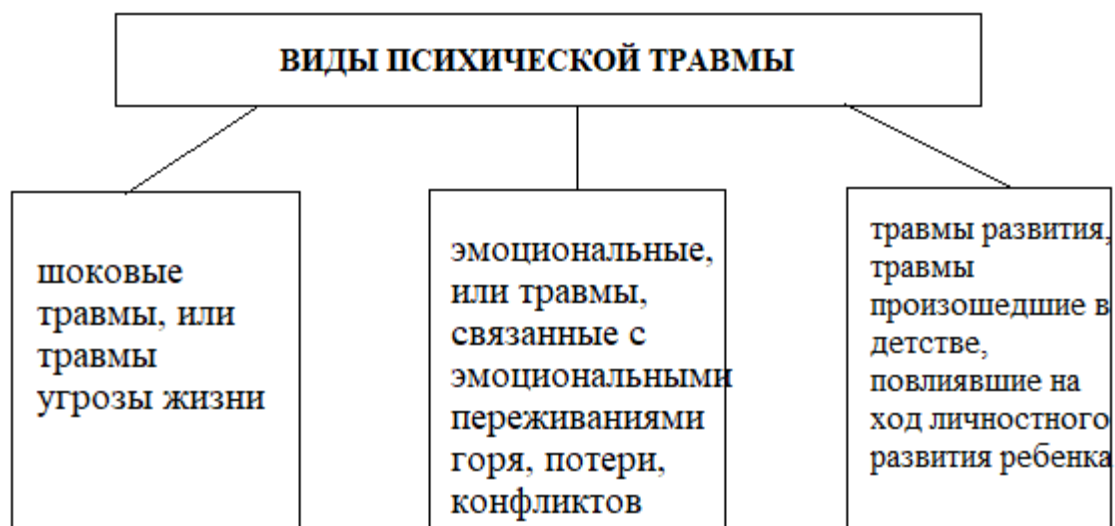 ВИДЫ ПСИХИЧЕСКОЙ ТРАВМЫ
шоковые
травмы, или
травмы
угрозы жизни
эмоциональные,
или травмы,
связанные с
эмоциональными
переживаниями
горя, потери,
конфликтов
травмы развития,
травмы
произошедшие в
детстве,
повлиявшие на
ход личностного
развития ребенка